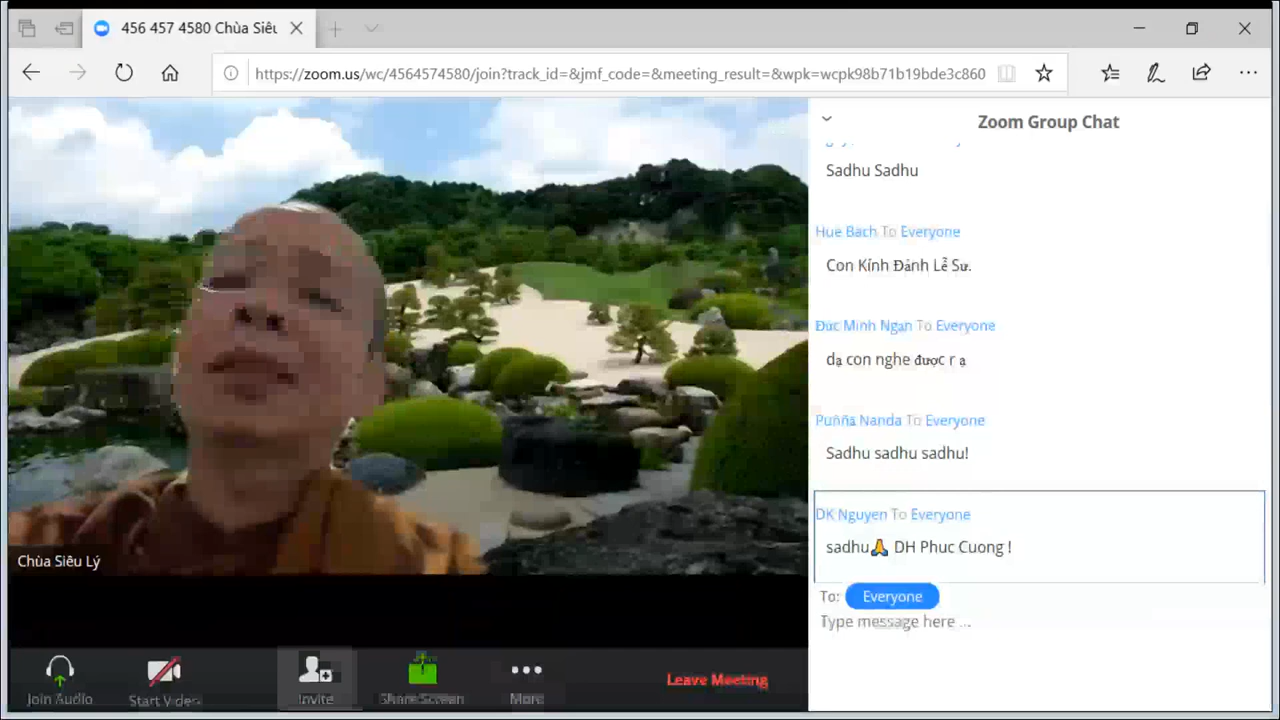 456 457 4580 Chùa Siêu
https://zoom.us/wc/4564574580/join?track_id=&jmf_code=&meeting_result=&wpk=wcpk98b71b19bde3c860
Zoom Group Chat
Sadhu Sadhu
Hue Bach To Everyone
Con Kính Đảnh Lễ Sư.
Đức Minh Ngạn To Everyone
dạ con nghe được r ạ
Puñña Nanda To Everyone
Sadhu sadhu sadhu!
DK Nguyen To Everyone
sadhu🙏 DH Phuc Cuong !
Chùa Siêu Lý
To: Everyone
Type message here ...
Join Audio
Start Video
Invite
Share Screen
More
Leave Meeting